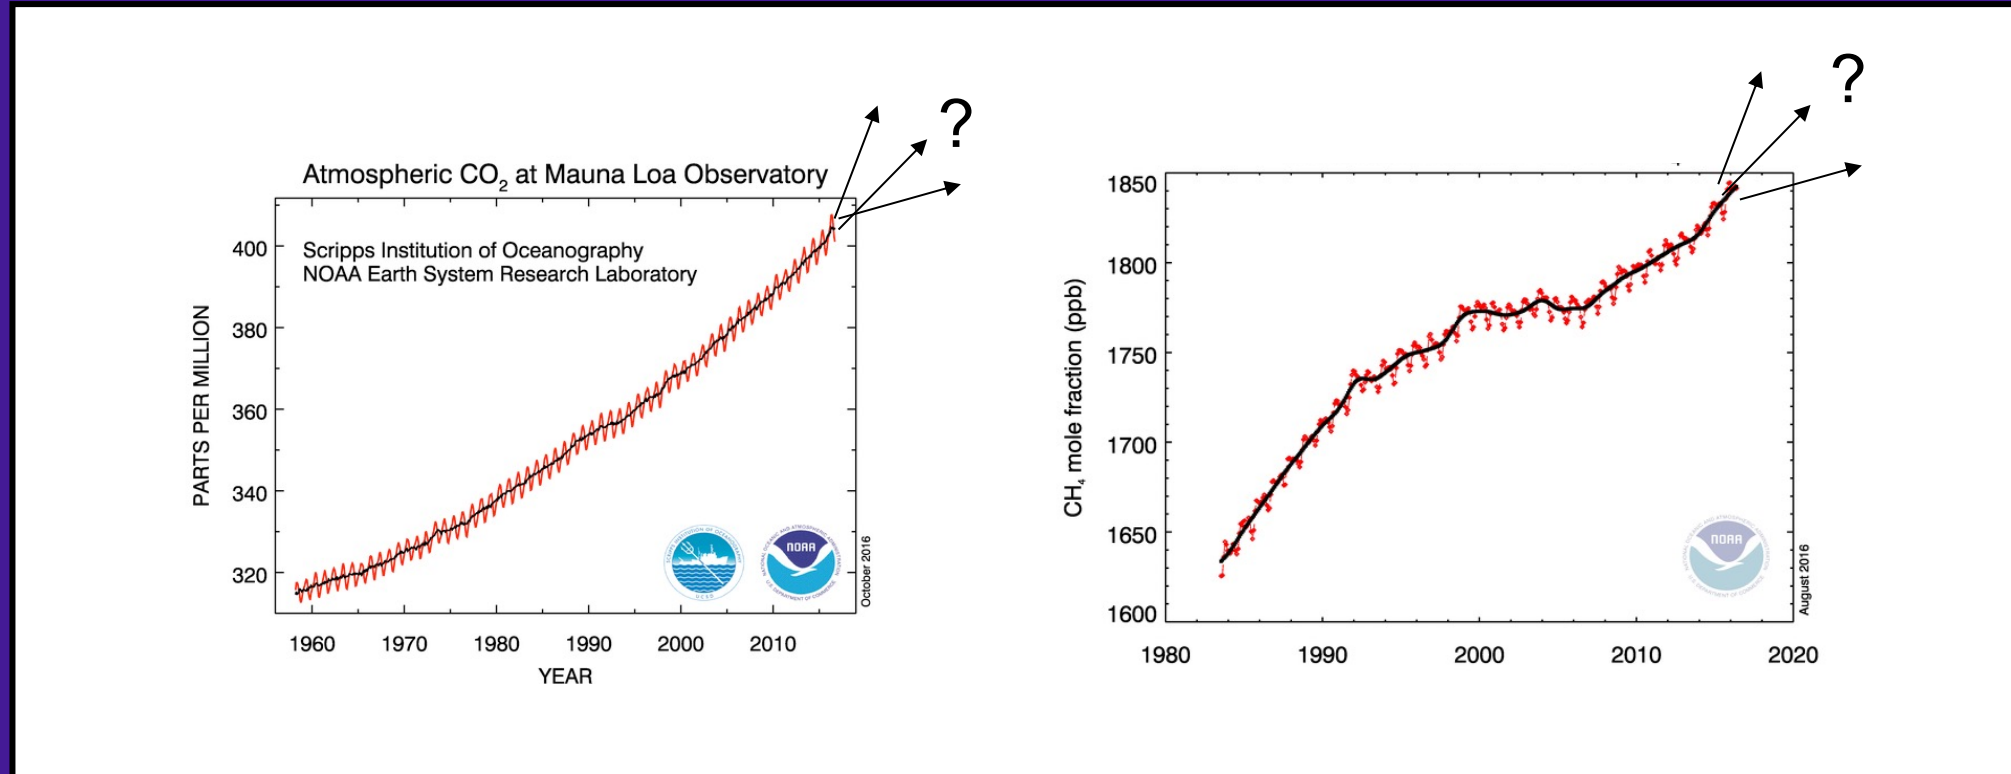 ?
Atmospheric CO₂ at Mauna Loa Observatory
Scripps Institution of Oceanography
NOAA Earth System Research Laboratory
PARTS PER MILLION
400
380
360
340
320
1960 1970 1980 1990 2000 2010
YEAR
NOAA
October 2016
?
CH₄ mole fraction (ppb)
1850
1800
1750
1700
1650
1600
1980 1990 2000 2010 2020
NOAA
August 2016